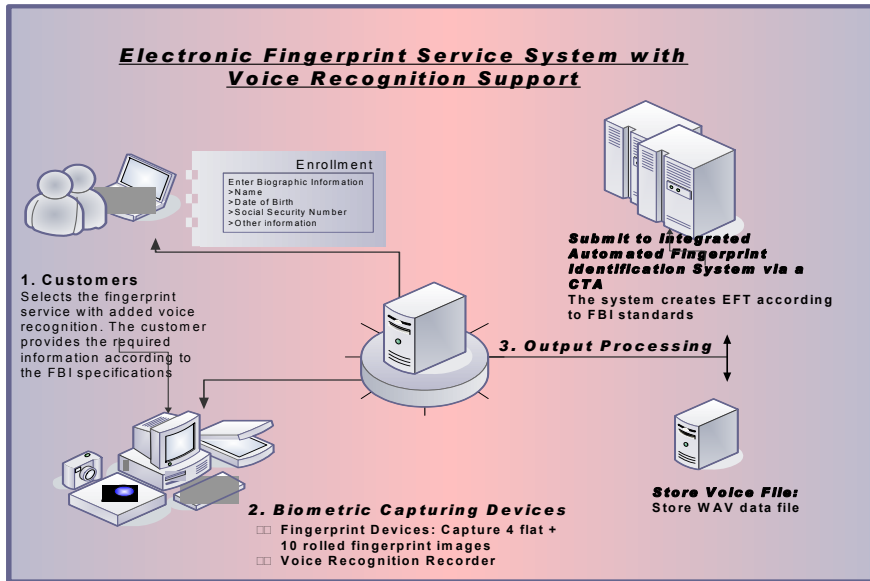 Electronic Fingerprint Service System with
Voice Recognition Support
Enrollment
Enter Biographic Information
>Name
>Date of Birth
>Social Security Number
>Other information
1. Customers
Selects the fingerprint
service with added voice
recognition. The customer
provides the required
information according to
the FBI specifications
Submit to Integrated
Automated Fingerprint
Identification System via a
CTA
The system creates EFT according
to FBI standards
3. Output Processing
2. Biometric Capturing Devices
Fingerprint Devices: Capture 4 flat +
10 rolled fingerprint images
Voice Recognition Recorder
Store Voice File:
Store WAV data file